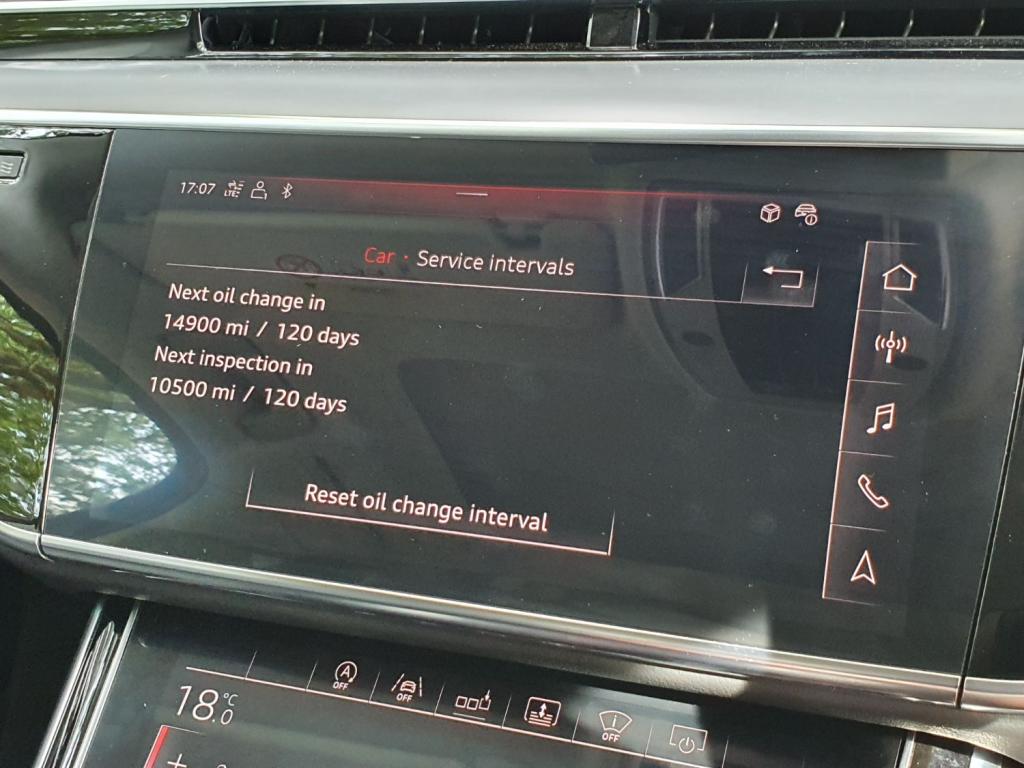 17:07 LTE
Car · Service intervals
Next oil change in
14900 mi / 120 days
Next inspection in
10500 mi / 120 days
Reset oil change interval
OFF OFF OFF
18.0 °C